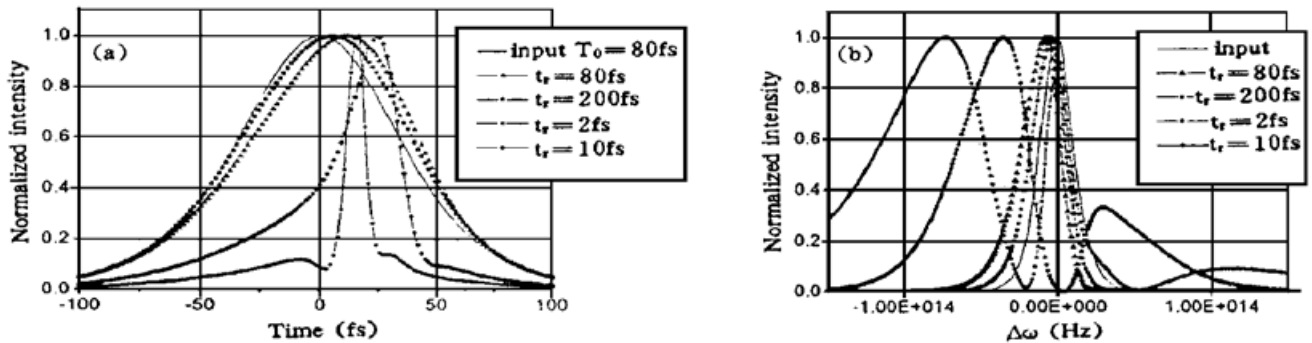 (a)
Normalized intensity
1.0
0.8
0.6
0.4
0.2
0.0
-100
-50
0
50
100
Time (fs)
input T₀=80fs
tᵣ=80fs
tᵣ=200fs
tᵣ=2fs
tᵣ=10fs
(b)
Normalized intensity
1.0
0.8
0.6
0.4
0.2
0.0
-1.00E+014
0.00E+000
1.00E+014
Δω (Hz)
input
tᵣ=80fs
tᵣ=200fs
tᵣ=2fs
tᵣ=10fs